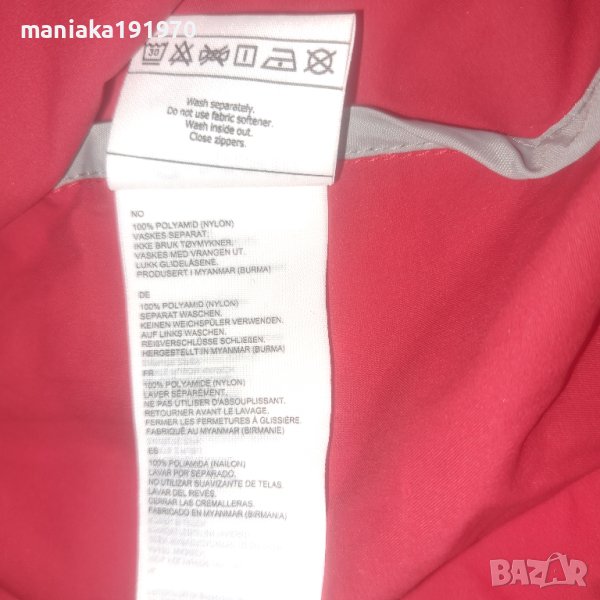 maniaka191970
30
Wash separately.
Do not use fabric softener.
Wash inside out.
Close zippers.
NO
100% POLYAMID (NYLON)
VASKES SEPARAT.
IKKE BRUK TØYMYKNER.
VASKES MED VRANGEN UT.
LUKK GLIDELÅSENE.
PRODUSERT I MYANMAR (BURMA)
DE
100% POLYAMID (NYLON)
SEPARAT WASCHEN.
KEINEN WEICHSPÜLER VERWENDEN.
AUF LINKS WASCHEN.
REIßVERSCHLÜSSE SCHLIEßEN.
HERGESTELLT IN MYANMAR (BURMA)
FR
100% POLYAMIDE (NYLON)
LAVER SÉPARÉMENT.
NE PAS UTILISER D'ASSOUPLISSANT.
RETOURNER AVANT LE LAVAGE.
FERMER LES FERMETURES À GLISSIÈRE.
FABRIQUÉ AU MYANMAR (BIRMANIE)
ES
100% POLIAMIDA (NAILON)
LAVAR POR SEPARADO.
NO UTILIZAR SUAVIZANTE DE TELAS.
LAVAR DEL REVÉS.
CERRAR LAS CREMALLERAS.
FABRICADO EN MYANMAR (BIRMANIA)
BAZAR